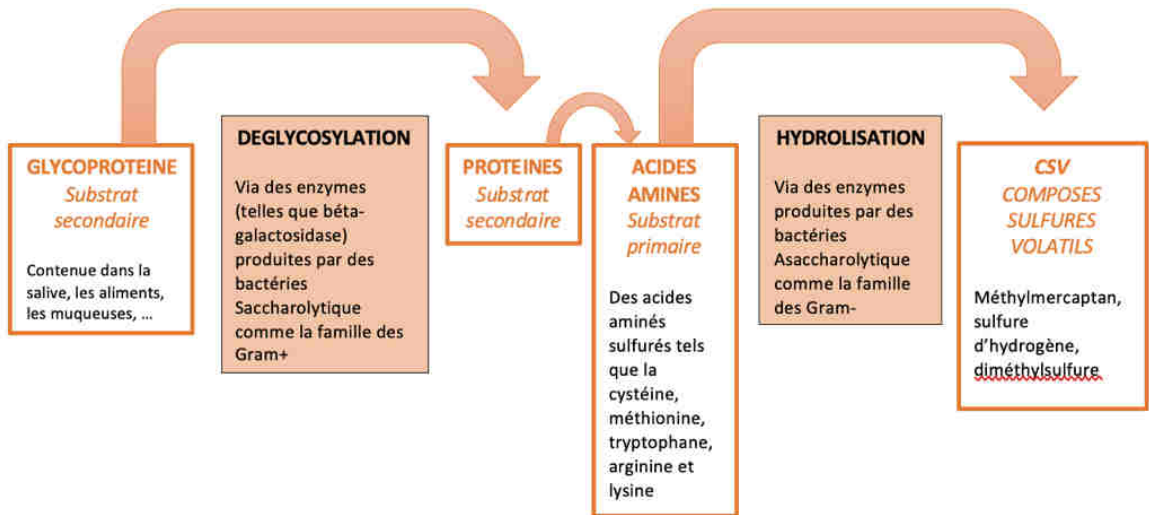 GLYCOPROTEINE
Substrat
secondaire
Contenue dans la
salive, les aliments,
les muqueuses, ...
DEGLYCOSYLATION
Via des enzymes
(telles que béta-
galactosidase)
produites par des
bactéries
Saccharolytique
comme la famille des
Gram+
PROTEINES
Substrat
secondaire
ACIDES
AMINES
Substrat
primaire
Des acides
aminés
sulfurés tels
que la
cystéine,
méthionine,
tryptophane,
arginine et
lysine
HYDROLISATION
Via des enzymes
produites par des
bactéries
Asaccharolytique
comme la famille
des Gram-
CSV
COMPOSES
SULFURES
VOLATILS
Méthylmercaptan,
sulfure
d'hydrogène,
diméthylsulfure